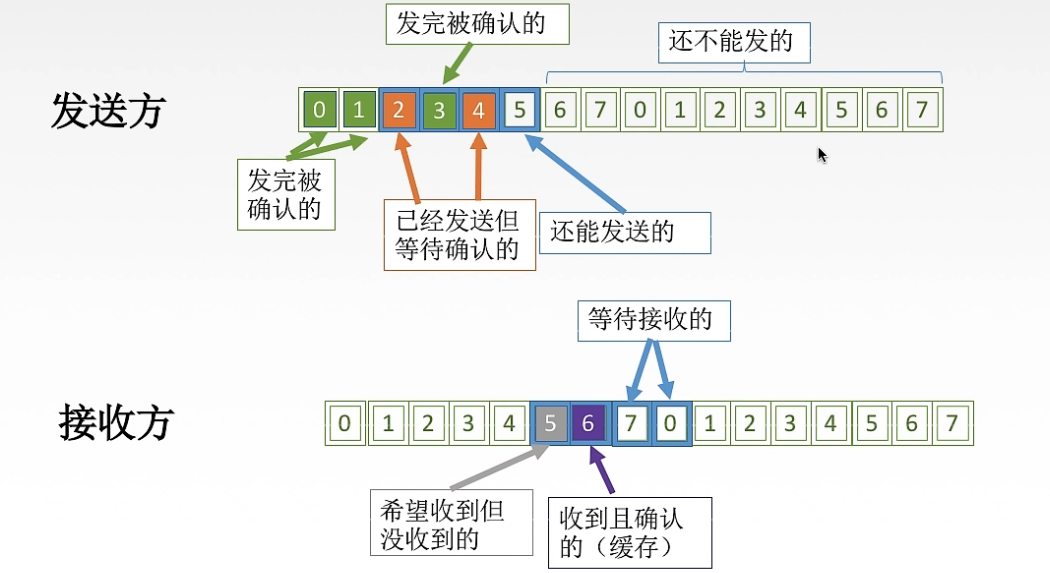 发完被确认的
还不能发的
发送方
0 1 2 3 4 5 6 7 0 1 2 3 4 5 6 7
发完被
确认的
已经发送但
等待确认的
还能发送的
等待接收的
接收方
0 1 2 3 4 5 6 7 0 1 2 3 4 5 6 7
希望收到但
没收到的
收到且确认
的（缓存）